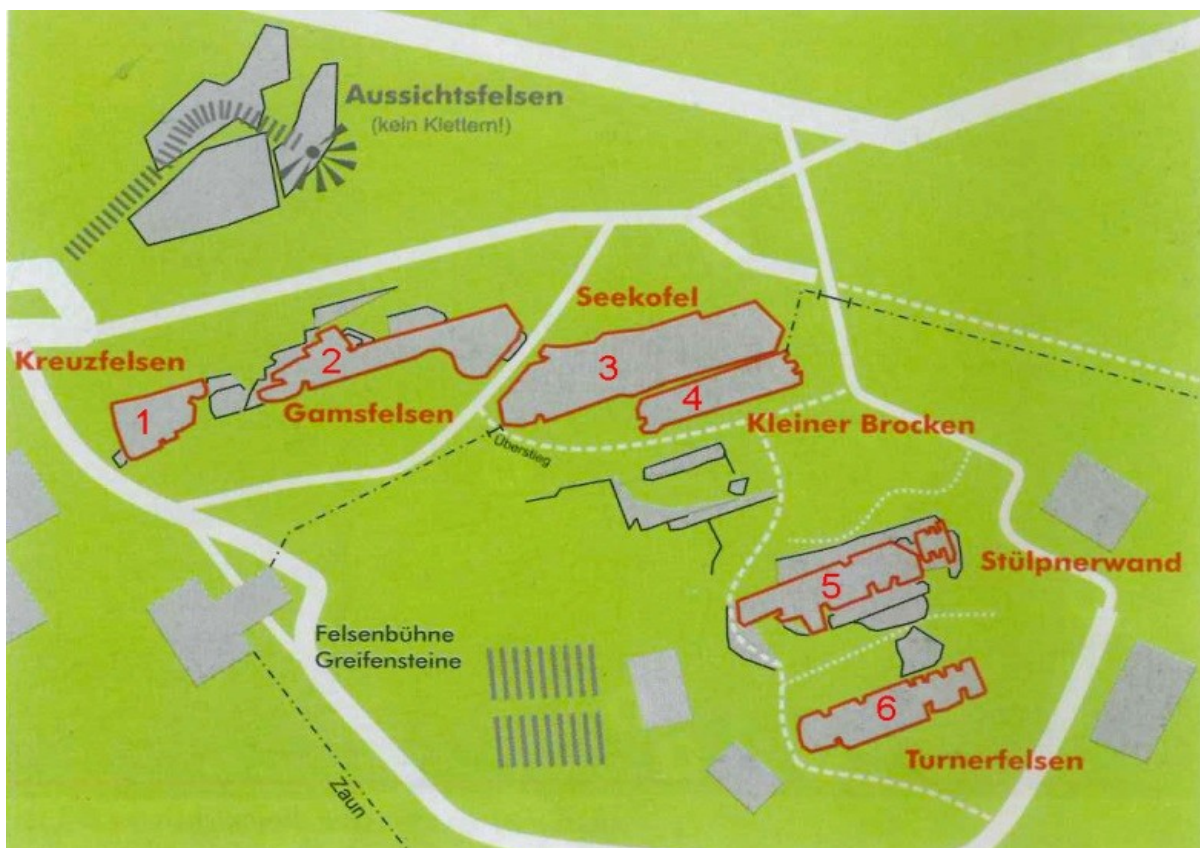 Aussichtsfelsen
(kein Klettern!)
Seekofel
Kreuzfelsen
2
3
1
4
Gamsfelsen
Kleiner Brocken
Überstieg
Stülpnerwand
5
Felsenbühne
Greifensteine
6
Turnerfelsen
Zaun